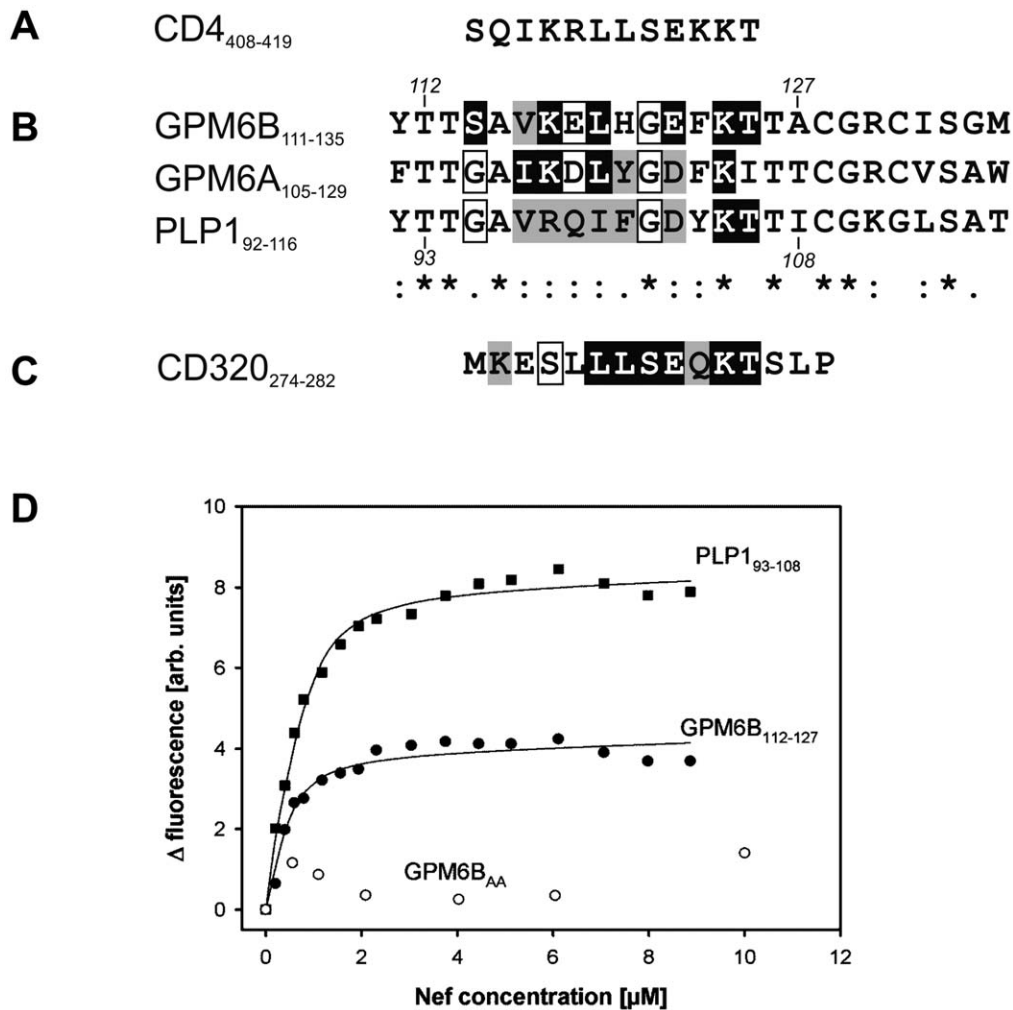 A CD4408-419 SQIKRLLSEKKT
112 127
B GPM6B111-135 YTTSAVKELHGEFKTTACGRCISGM
GPM6A105-129 FTTGAIKDLYGDFKITTCGRCVSAW
PLP192-116 YTTGAVRQIFGDYKTTICGKGLSAT
93 108
:**.*::::.*::* * **: :*.
C CD320274-282 MKESLLLSEQKTSLP
D
Δ fluorescence [arb. units]
10
8
6
4
2
0
PLP193-108
GPM6B112-127
GPM6BAA
0 2 4 6 8 10 12
Nef concentration [µM]